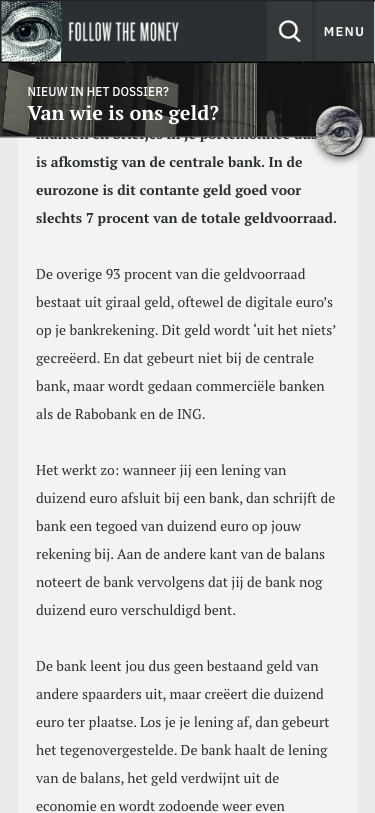 FOLLOW THE MONEY
MENU
NIEUW IN HET DOSSIER?
Van wie is ons geld?
is afkomstig van de centrale bank. In de
eurozone is dit contante geld goed voor
slechts 7 procent van de totale geldvoorraad.
De overige 93 procent van die geldvoorraad
bestaat uit giraal geld, oftewel de digitale euro’s
op je bankrekening. Dit geld wordt ‘uit het niets’
gecreëerd. En dat gebeurt niet bij de centrale
bank, maar wordt gedaan commerciële banken
als de Rabobank en de ING.
Het werkt zo: wanneer jij een lening van
duizend euro afsluit bij een bank, dan schrijft de
bank een tegoed van duizend euro op jouw
rekening bij. Aan de andere kant van de balans
noteert de bank vervolgens dat jij de bank nog
duizend euro verschuldigd bent.
De bank leent jou dus geen bestaand geld van
andere spaarders uit, maar creëert die duizend
euro ter plaatse. Los je je lening af, dan gebeurt
het tegenovergestelde. De bank haalt de lening
van de balans, het geld verdwijnt uit de
economie en wordt zodoende weer even